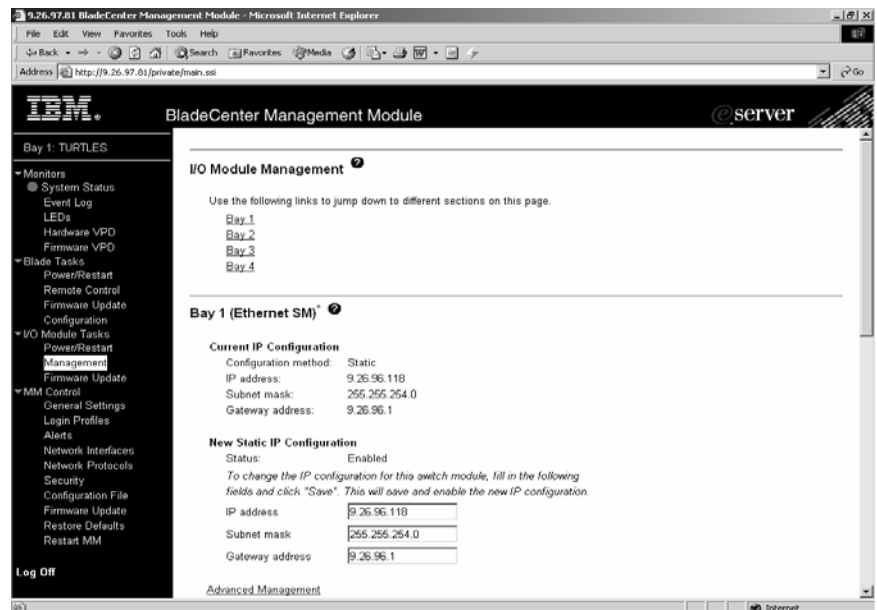 9.26.97.81 BladeCenter Management Module - Microsoft Internet Explorer
File Edit View Favorites Tools Help
Back Search Favorites Media
Address http://9.26.97.81/private/main.ssi Go
IBM. BladeCenter Management Module @server
Bay 1: TURTLES
Monitors
System Status
Event Log
LEDs
Hardware VPD
Firmware VPD
Blade Tasks
Power/Restart
Remote Control
Firmware Update
Configuration
I/O Module Tasks
Power/Restart
Management
Firmware Update
MM Control
General Settings
Login Profiles
Alerts
Network Interfaces
Network Protocols
Security
Configuration File
Firmware Update
Restore Defaults
Restart MM
Log Off
I/O Module Management ?
Use the following links to jump down to different sections on this page.
Bay 1
Bay 2
Bay 3
Bay 4
Bay 1 (Ethernet SM)* ?
Current IP Configuration
Configuration method: Static
IP address: 9.26.96.118
Subnet mask: 255.255.254.0
Gateway address: 9.26.96.1
New Static IP Configuration
Status: Enabled
To change the IP configuration for this switch module, fill in the following
fields and click "Save". This will save and enable the new IP configuration.
IP address 9.26.96.118
Subnet mask 255.255.254.0
Gateway address 9.26.96.1
Advanced Management
Internet